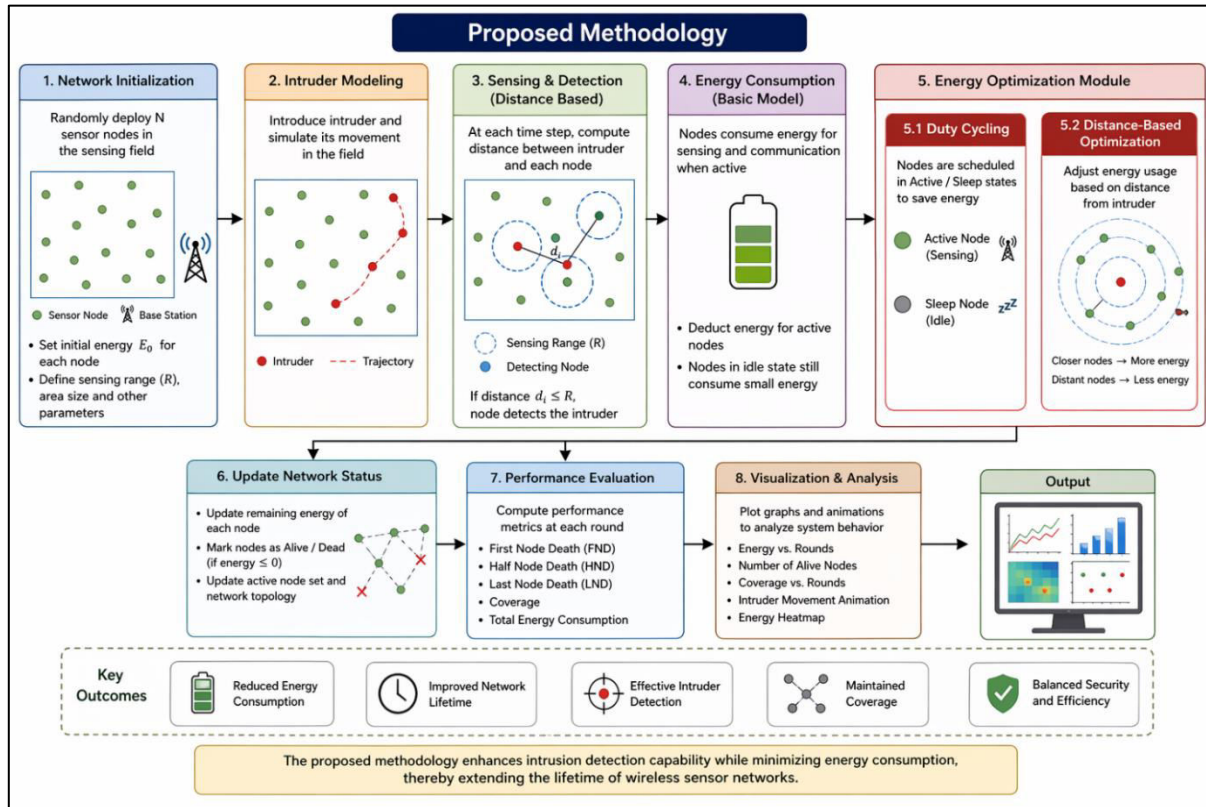 Proposed Methodology
1. Network Initialization
Randomly deploy N
sensor nodes in
the sensing field
Sensor Node
Base Station
• Set initial energy E₀ for
each node
• Define sensing range (R),
area size and other
parameters
2. Intruder Modeling
Introduce intruder and
simulate its movement
in the field
Intruder
Trajectory
3. Sensing & Detection
(Distance Based)
At each time step, compute
distance between intruder
and each node
dᵢ
Sensing Range (R)
Detecting Node
If distance dᵢ ≤ R,
node detects the intruder
4. Energy Consumption
(Basic Model)
Nodes consume energy for
sensing and communication
when active
• Deduct energy for active
nodes
• Nodes in idle state still
consume small energy
5. Energy Optimization Module
5.1 Duty Cycling
Nodes are scheduled
in Active / Sleep states
to save energy
Active Node
(Sensing)
Sleep Node
(Idle)
zZZ
5.2 Distance-Based
Optimization
Adjust energy usage
based on distance
from intruder
Closer nodes → More energy
Distant nodes → Less energy
6. Update Network Status
• Update remaining energy of
each node
• Mark nodes as Alive / Dead
(if energy ≤ 0)
• Update active node set and
network topology
7. Performance Evaluation
Compute performance
metrics at each round
• First Node Death (FND)
• Half Node Death (HND)
• Last Node Death (LND)
• Coverage
• Total Energy Consumption
8. Visualization & Analysis
Plot graphs and animations
to analyze system behavior
• Energy vs. Rounds
• Number of Alive Nodes
• Coverage vs. Rounds
• Intruder Movement Animation
• Energy Heatmap
Output
Key
Outcomes
Reduced Energy
Consumption
Improved Network
Lifetime
Effective Intruder
Detection
Maintained
Coverage
Balanced Security
and Efficiency
The proposed methodology enhances intrusion detection capability while minimizing energy consumption,
thereby extending the lifetime of wireless sensor networks.